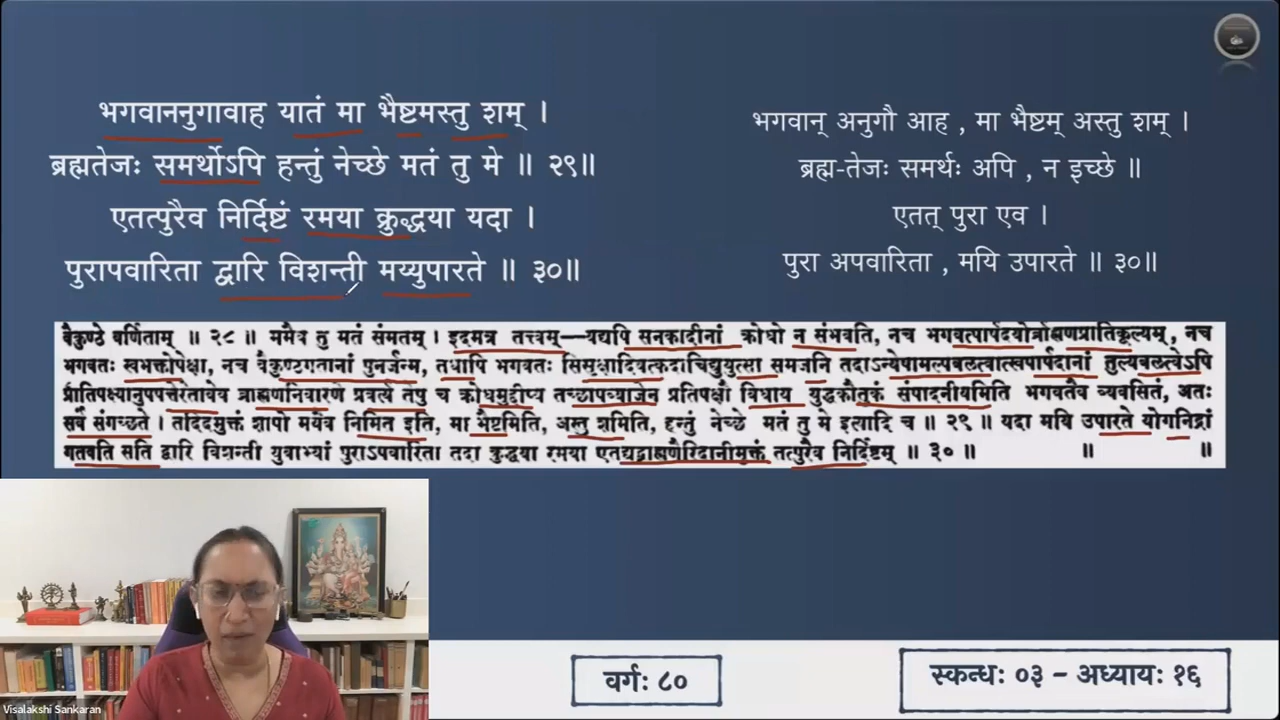 भगवाननुगावाह यातं मा भैष्टमस्तु शम् ।
ब्रह्मतेजः समर्थोऽपि हन्तुं नेच्छे मतं तु मे ॥ २९॥
एतत्पुरैव निर्दिष्टं रमया क्रुद्धया यदा ।
पुरापवारिता द्वारि विशन्ती मय्युपारते ॥ ३०॥
भगवान् अनुगौ आह , मा भैष्टम् अस्तु शम् ।
ब्रह्म-तेजः समर्थः अपि , न इच्छे ॥
एतत् पुरा एव ।
पुरा अपवारिता , मयि उपारते ॥ ३०॥
वैकुण्ठे वर्णिताम् ॥ २८ ॥ ममैव तु मतं संमतम् । इदमत्र तत्त्वम्—यद्यपि सनकादीनां क्रोधो न संभवति, नच भगवत्पार्षदयोर्ब्राह्मणप्रातिकूल्यम्, नच
भगवतः स्वभक्तोपेक्षा, नच वैकुण्ठगतानां पुनर्जन्म, तथापि भगवतः सिसृक्षादिवत्कदाचिद्युयुत्सा समजनि तदाऽन्येषामल्पबलत्वात्स्वपार्षदानां तुल्यबलत्वेऽपि
प्रातिपक्ष्यानुपपत्तेरेतावेव ब्राह्मणनिवारणे प्रवर्त्य तेषु च क्रोधमुद्दीप्य तच्छापव्याजेन प्रतिपक्षौ विधाय युद्धकौतुकं संपादनीयमिति भगवतैव व्यवसितं, अतः
सर्वं संगच्छते । तदिदमुक्तं शापो मयैव निमित इति, मा भैष्टमिति, अस्तु शमिति, हन्तुं नेच्छे मतं तु मे इत्यादि च ॥ २९ ॥ यदा मयि उपारते योगनिद्रां
गतवति सति द्वारि विशन्ती युवाभ्यां पुराऽपवारिता तदा क्रुद्धया रमया एतद्यद्ब्राह्मणैरिदानीमुक्तं तत्पुरैव निर्दिष्टम् ॥ ३० ॥ ॥ ॥
Visalakshi Sankaran
वर्गः ८०
स्कन्धः ०३ – अध्यायः १६